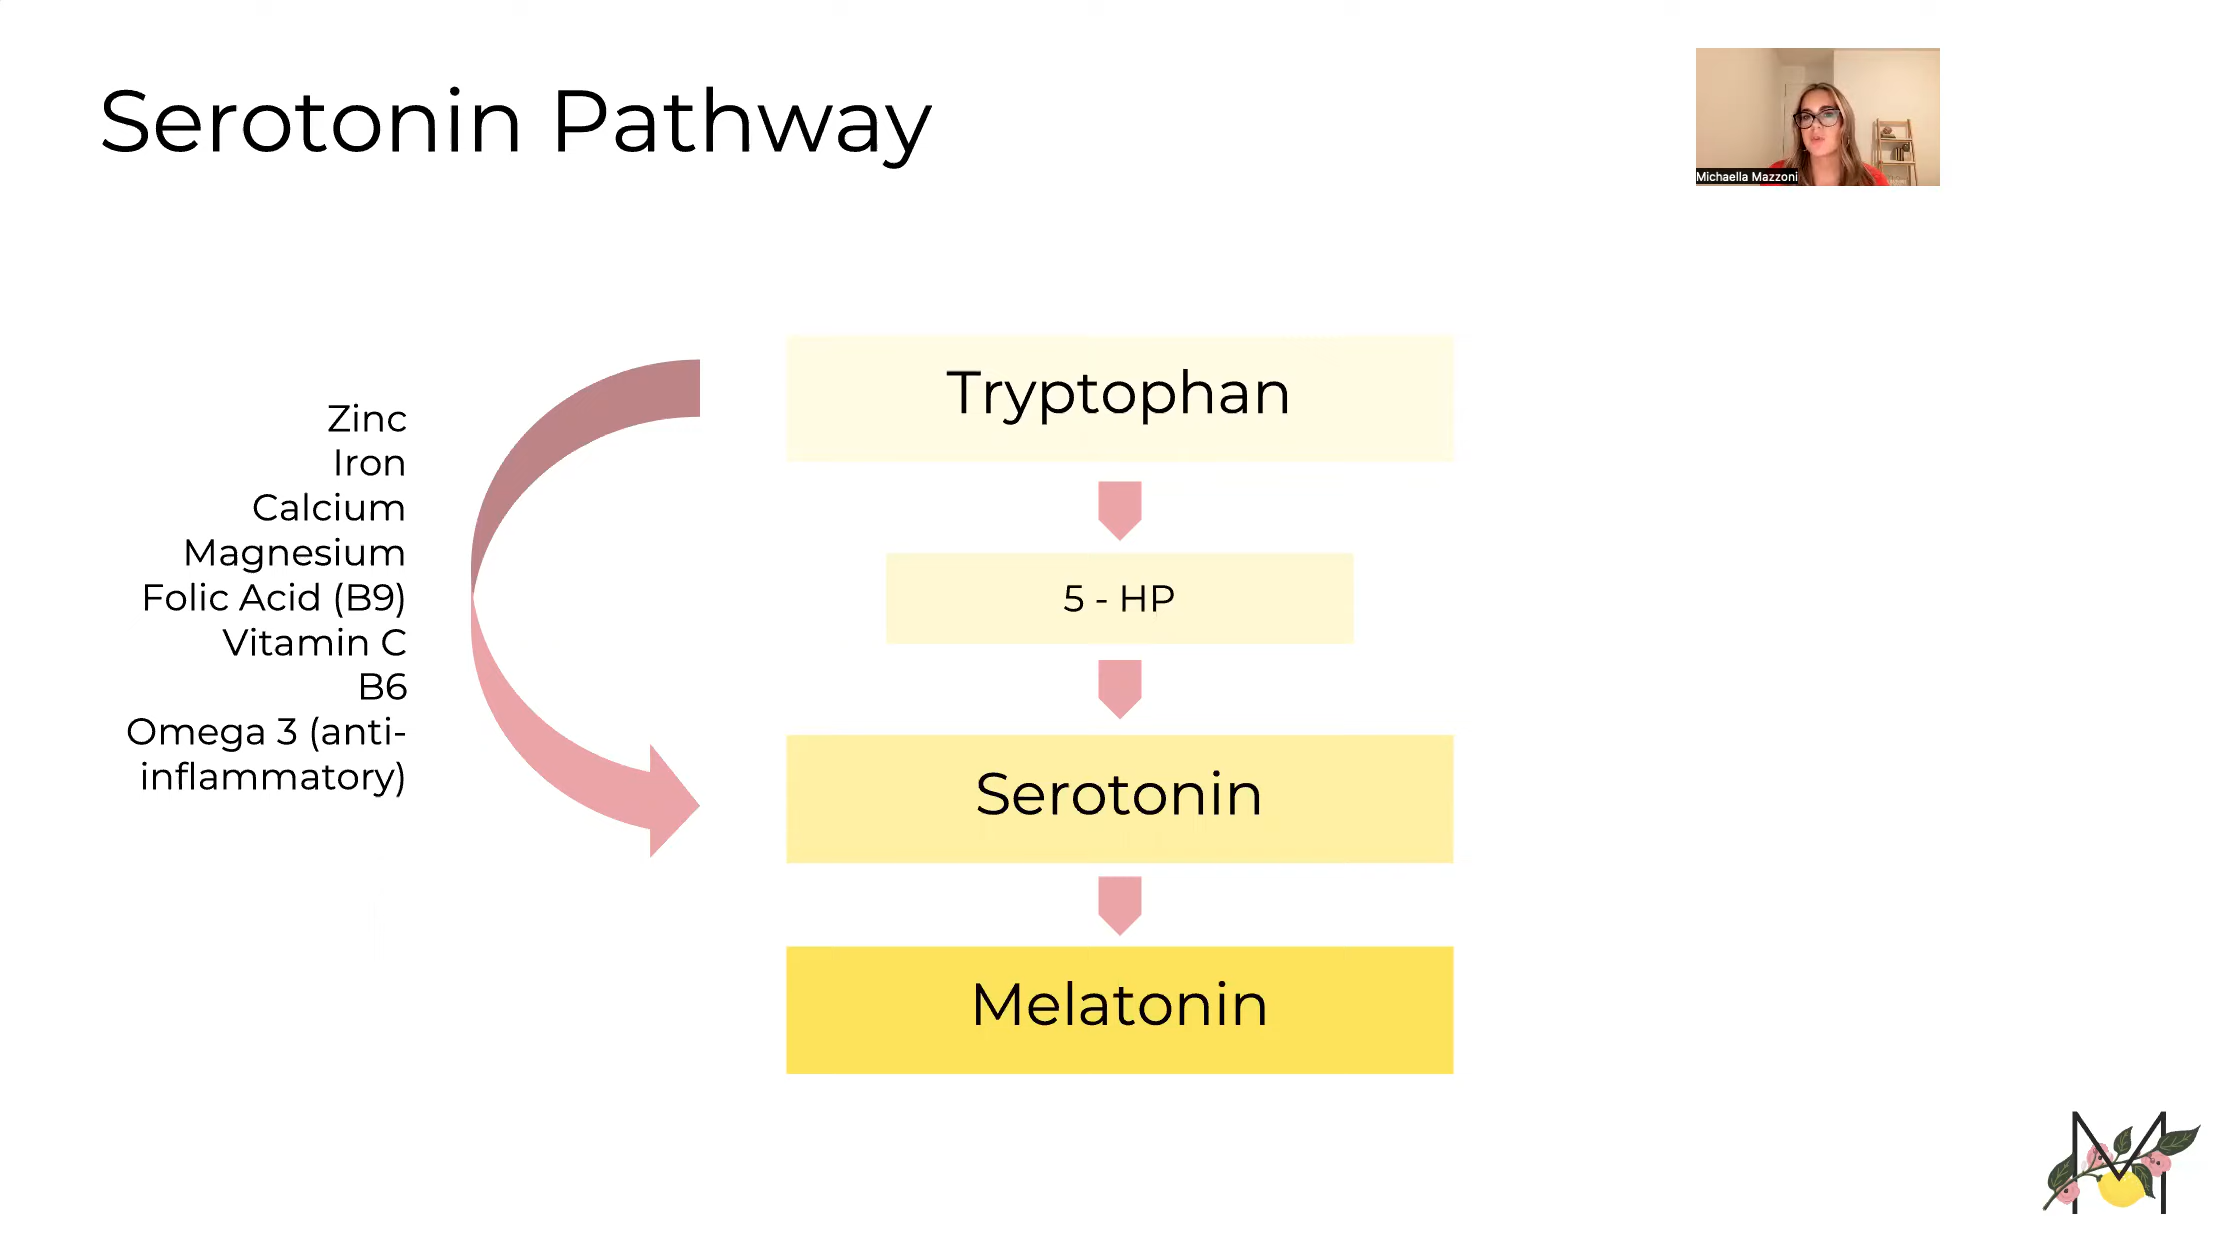 Serotonin Pathway
Michaella Mazzoni
Zinc
Iron
Calcium
Magnesium
Folic Acid (B9)
Vitamin C
B6
Omega 3 (anti-
inflammatory)
Tryptophan
5 - HP
Serotonin
Melatonin
M